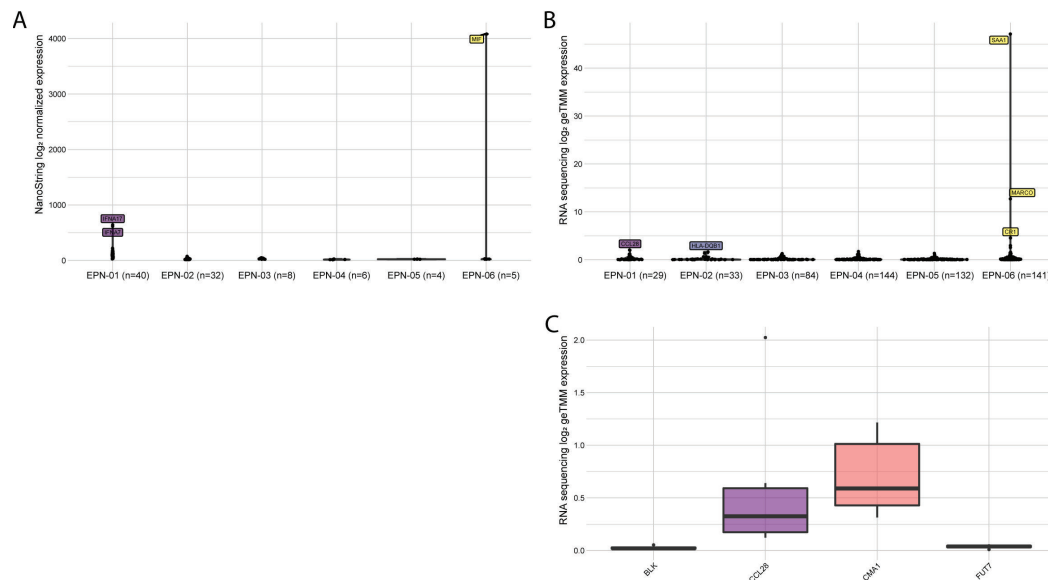 A
NanoString log₂ normalized expression
4000
3000
2000
1000
0
MIF
IFNA17
IFNA7
EPN-01 (n=40)
EPN-02 (n=32)
EPN-03 (n=8)
EPN-04 (n=6)
EPN-05 (n=4)
EPN-06 (n=5)
B
RNA sequencing log₂ geTMM expression
40
30
20
10
0
SAA1
MARCO
CR1
CCL28
HLA-DQB1
EPN-01 (n=29)
EPN-02 (n=33)
EPN-03 (n=84)
EPN-04 (n=144)
EPN-05 (n=132)
EPN-06 (n=141)
C
RNA sequencing log₂ geTMM expression
2.0
1.5
1.0
0.5
0.0
BLK
CCL28
CMA1
FUT7